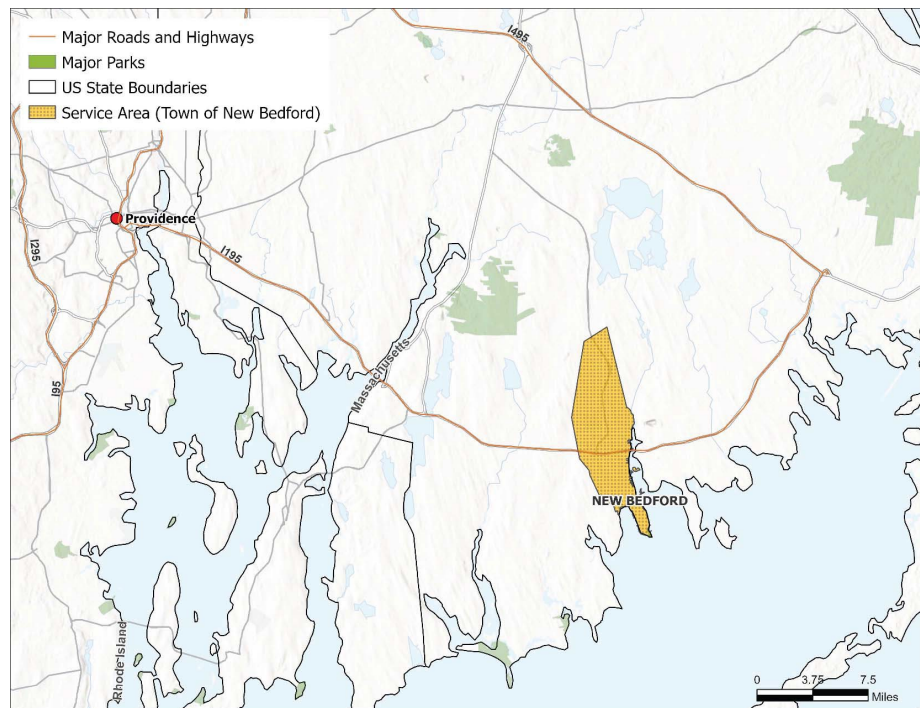 Major Roads and Highways
Major Parks
US State Boundaries
Service Area (Town of New Bedford)
I495
Providence
I295
I195
Massachusetts
I95
NEW BEDFORD
Rhode Island
0 3.75 7.5
Miles